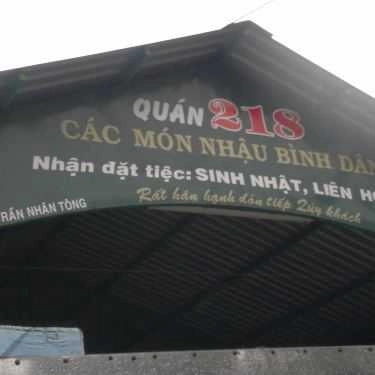 QUÁN 218
CÁC MÓN NHẬU BÌNH DÂN
Nhận đặt tiệc: SINH NHẬT, LIÊN
Rất hân hạnh đón tiếp Qúy khách
TRẦN NHÂN TÔNG